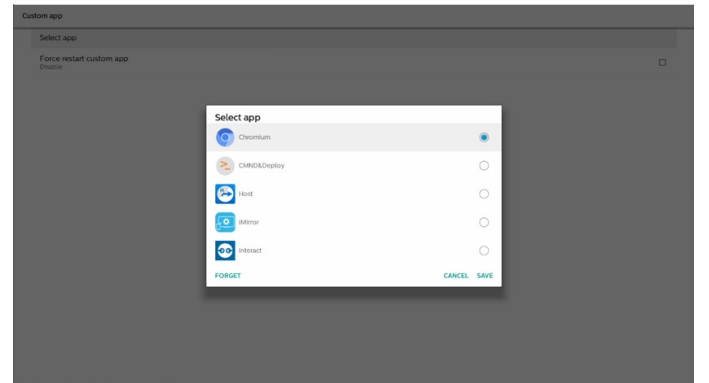 Custom app
Select app
Force restart custom app
Disable
Select app
Chromium
CMND&Deploy
Host
iMirror
Interact
FORGET
CANCEL SAVE